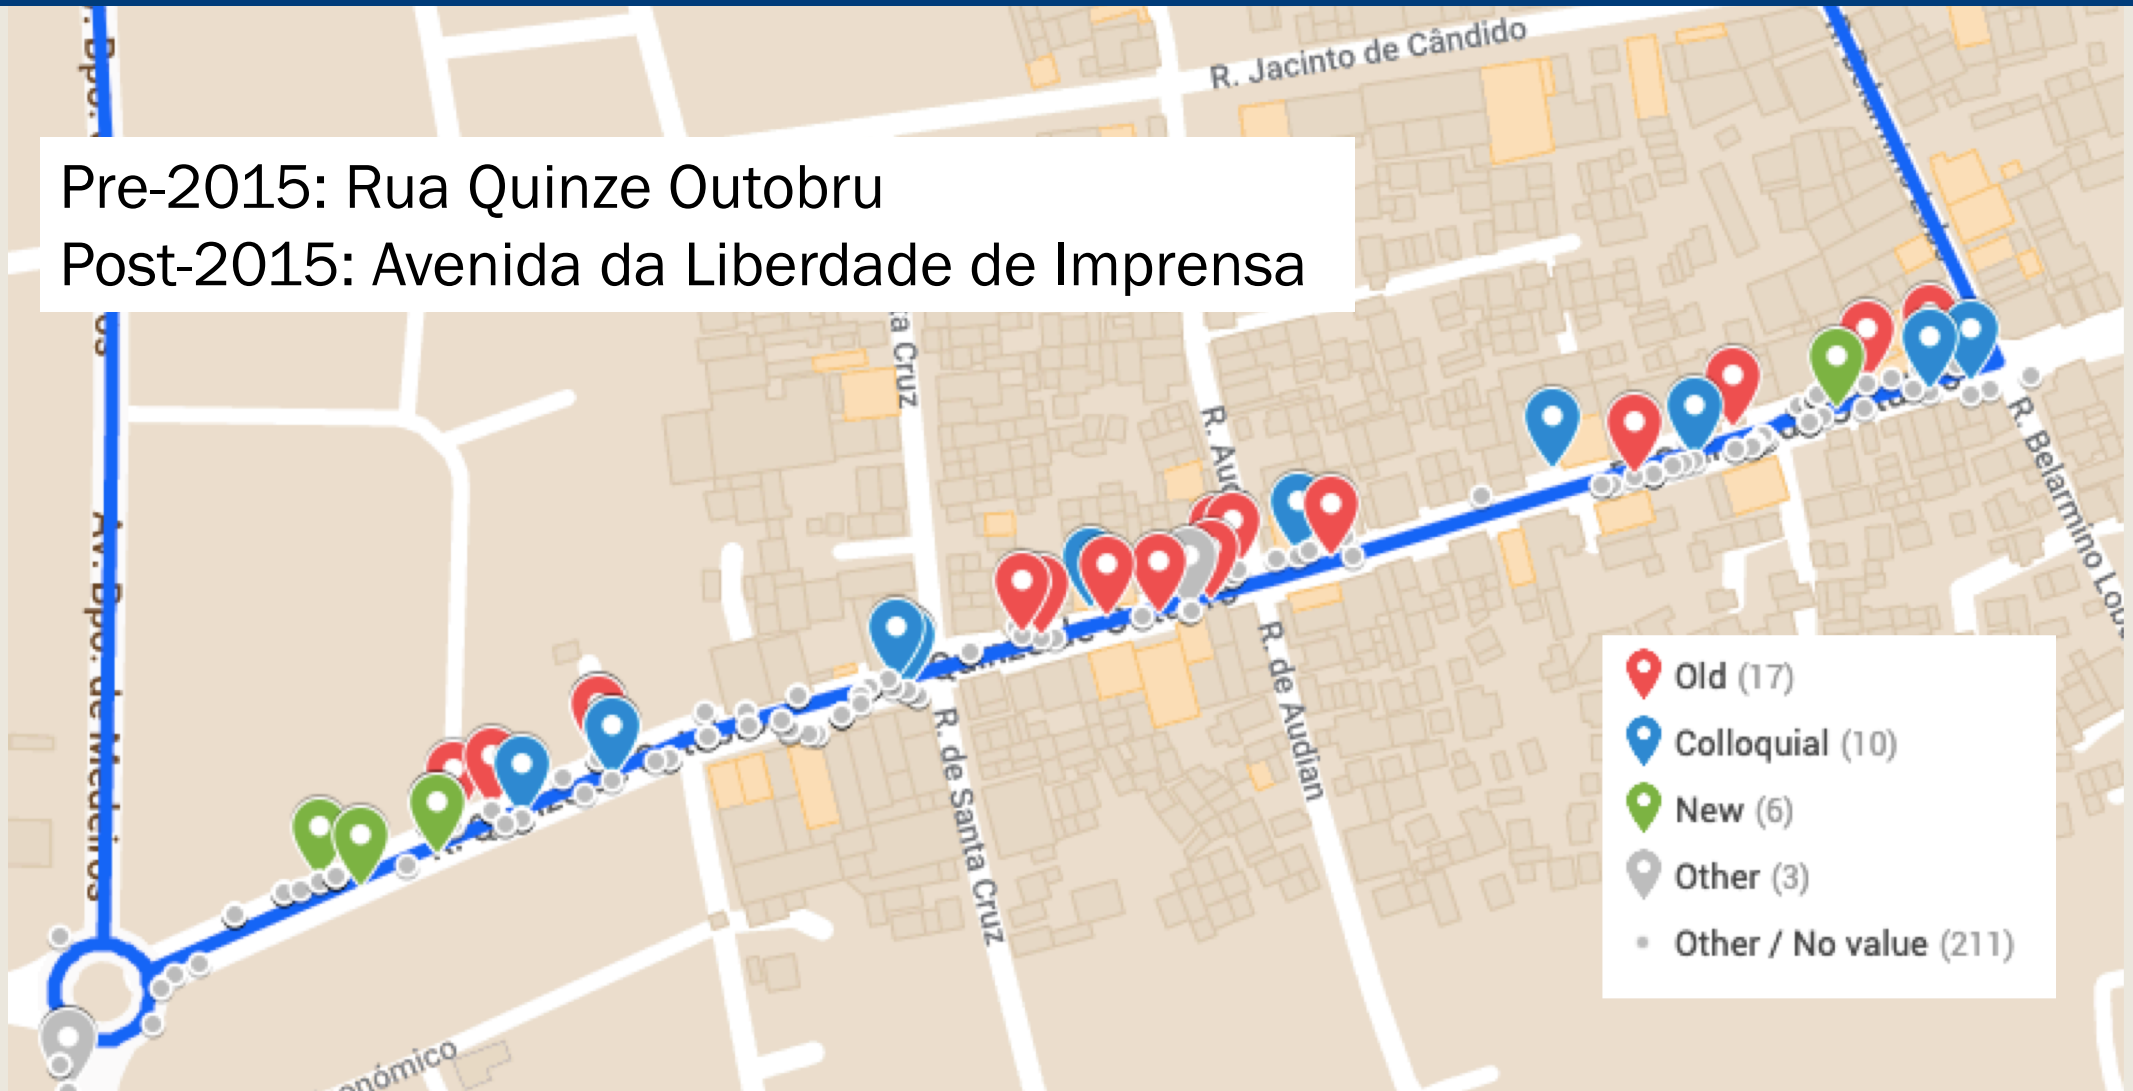 R. Jacinto de Cândido
Pre-2015: Rua Quinze Outobru
Post-2015: Avenida da Liberdade de Imprensa
Av. Dpo. de Medeiros
R. de Santa Cruz
R. de Audian
R. Belarmino Lobo
Old (17)
Colloquial (10)
New (6)
Other (3)
Other / No value (211)